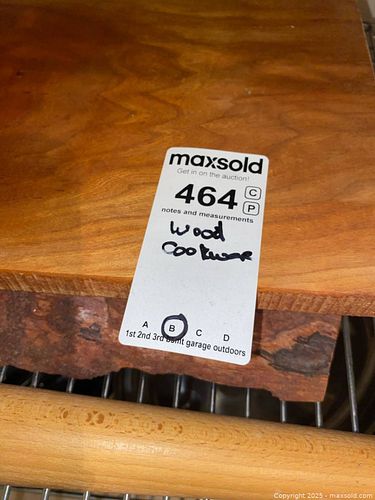 maxsold
Get in on the auction!
464 C
P
notes and measurements
Wood
Cookware
A B C D
1st 2nd 3rd bsmt garage outdoors
Copyright 2025 - maxsold.com